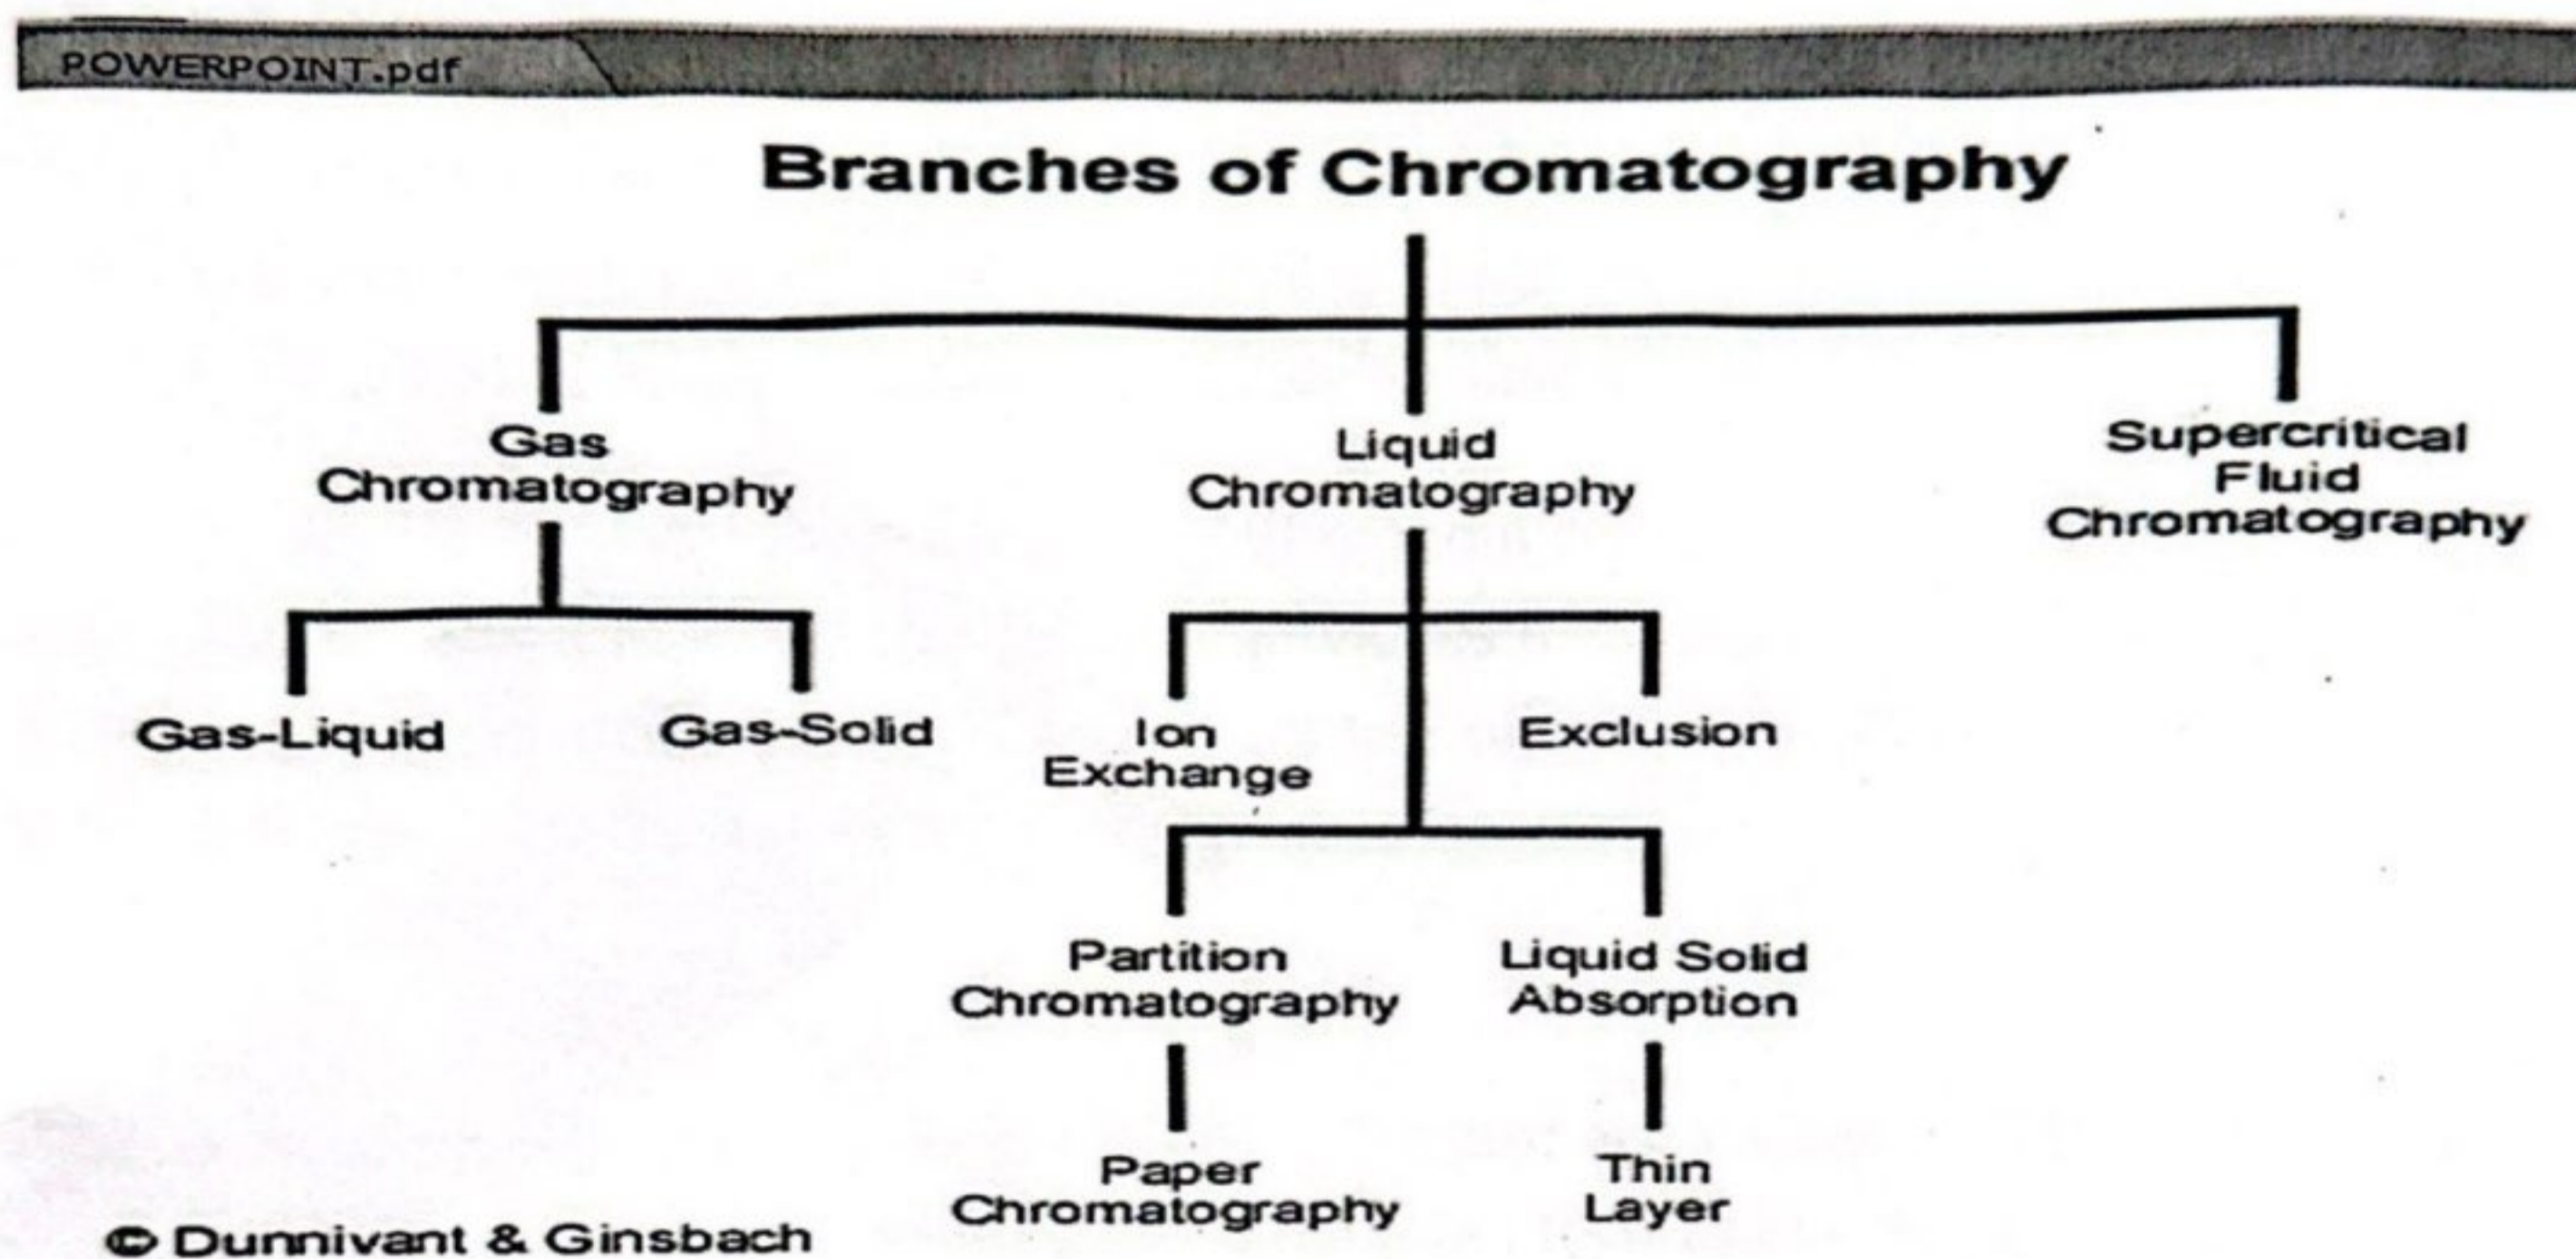 POWERPOINT.pdf
Branches of Chromatography
Gas
Chromatography
Liquid
Chromatography
Supercritical
Fluid
Chromatography
Gas-Liquid
Gas-Solid
Ion
Exchange
Exclusion
Partition
Chromatography
Liquid Solid
Absorption
Paper
Chromatography
Thin
Layer
© Dunnivant & Ginsbach